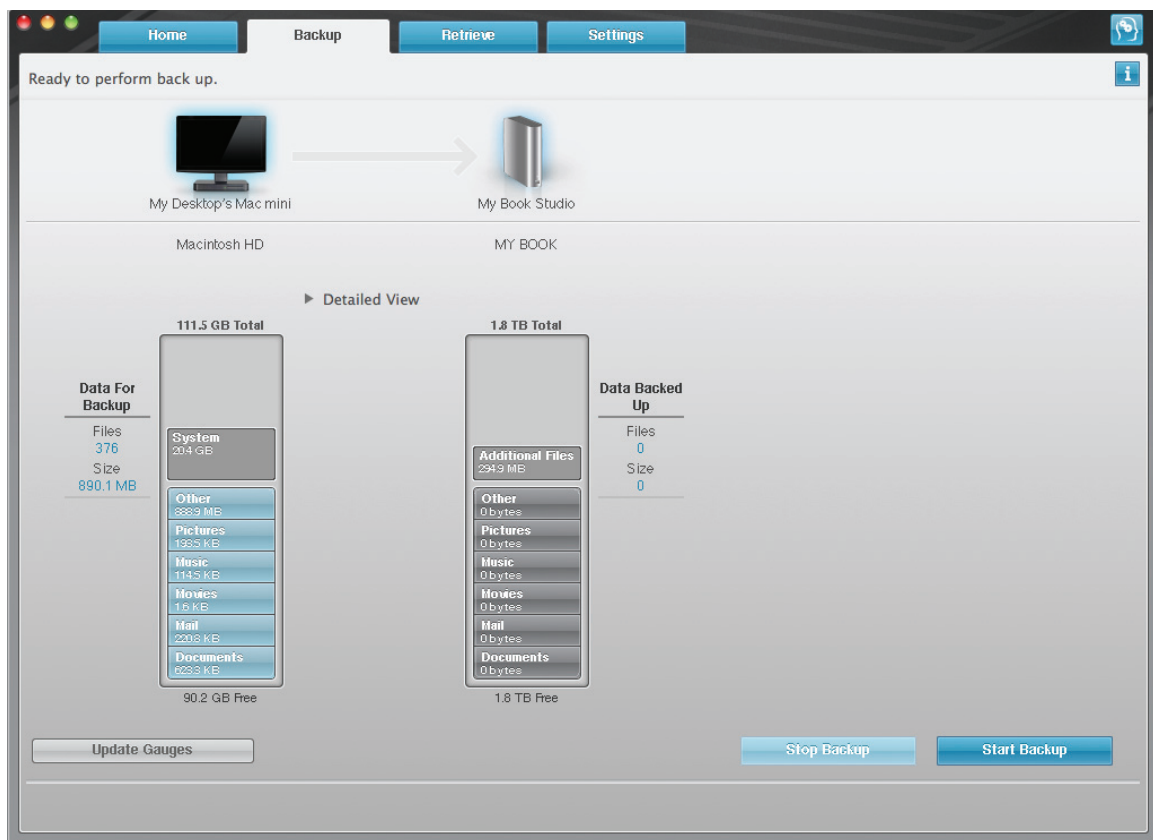 Home Backup Retrieve Settings
Ready to perform back up.
i
My Desktop's Mac mini
My Book Studio
Macintosh HD
MY BOOK
Detailed View
111.5 GB Total
1.8 TB Total
Data For
Backup
Files
376
Size
890.1 MB
System
20.4 GB
Other
888.9 MB
Pictures
193.5 KB
Music
114.5 KB
Movies
1.6 KB
Mail
220.8 KB
Documents
623.3 KB
90.2 GB Free
Additional Files
294.9 MB
Other
0 bytes
Pictures
0 bytes
Music
0 bytes
Movies
0 bytes
Mail
0 bytes
Documents
0 bytes
1.8 TB Free
Data Backed
Up
Files
0
Size
0
Update Gauges
Stop Backup
Start Backup